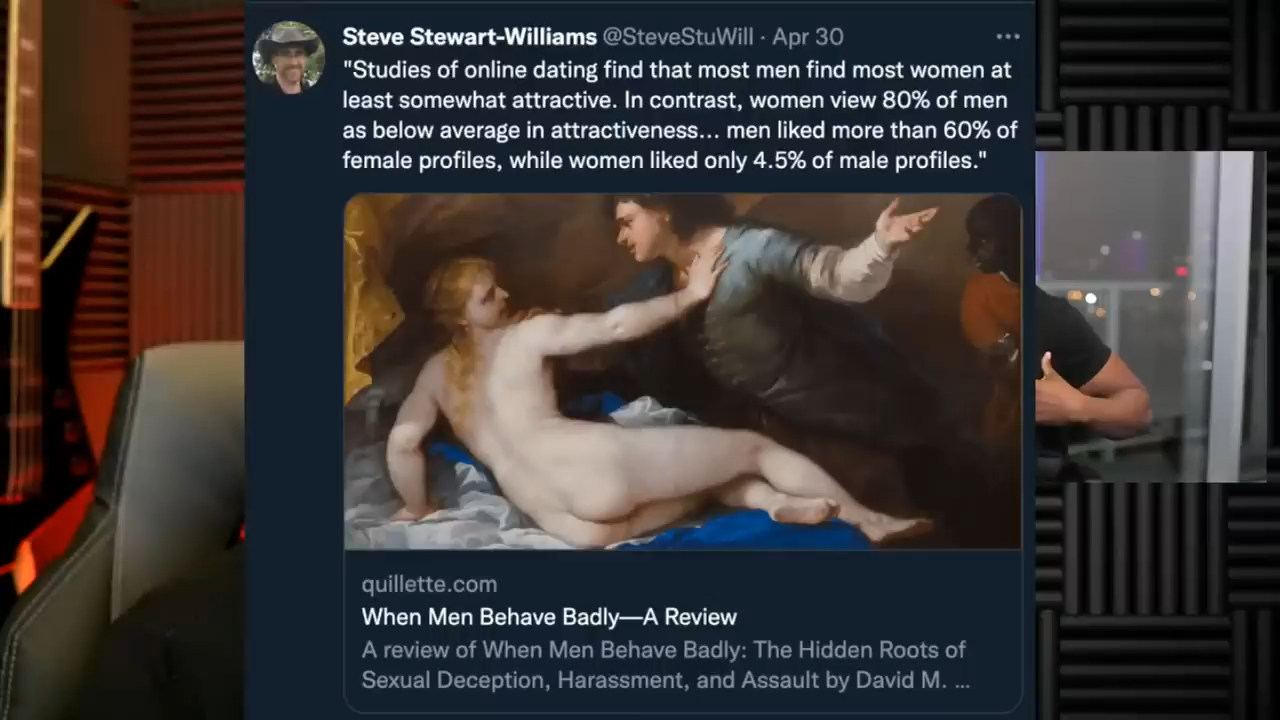 Steve Stewart-Williams @SteveStuWill · Apr 30 ···
"Studies of online dating find that most men find most women at
least somewhat attractive. In contrast, women view 80% of men
as below average in attractiveness... men liked more than 60% of
female profiles, while women liked only 4.5% of male profiles."
quillette.com
When Men Behave Badly—A Review
A review of When Men Behave Badly: The Hidden Roots of
Sexual Deception, Harassment, and Assault by David M. ...